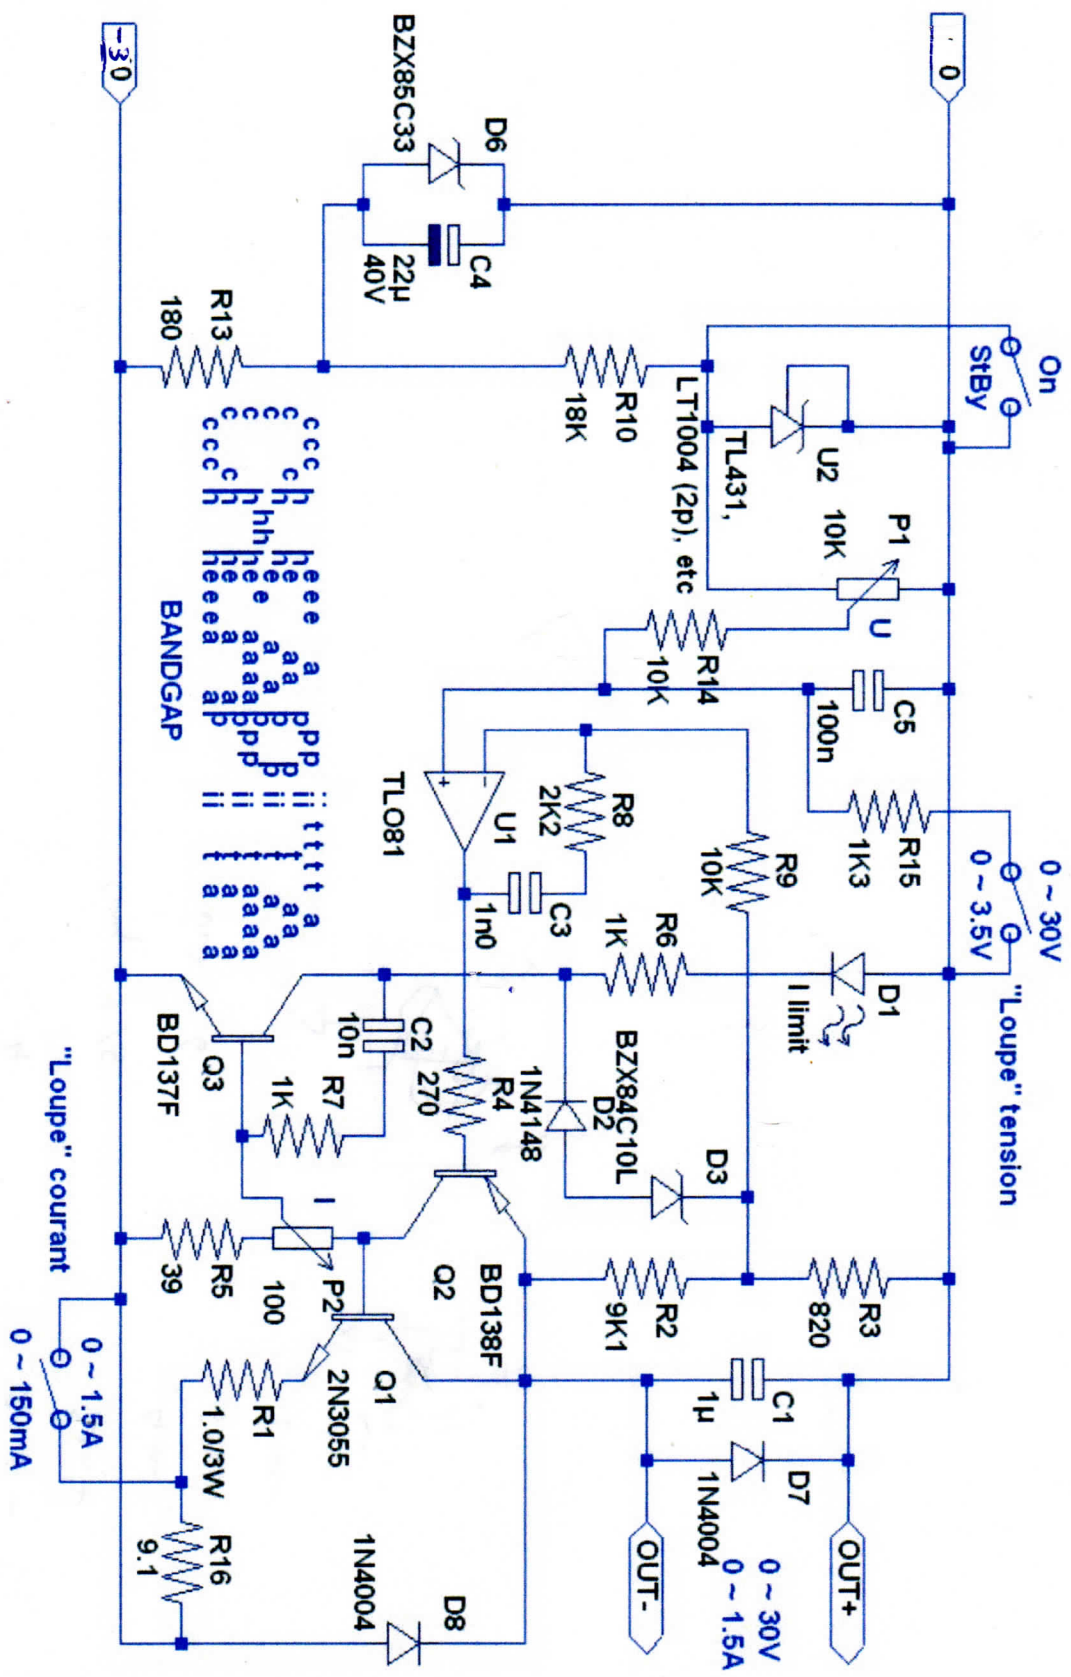 On
StBy
0 ~ 30V
0 ~ 3.5V
"Loupe" tension
0
P1
10K
U
U2
TL431,
LT1004 (2p), etc
C5
100n
R15
1K3
D1
I limit
R3
820
C1
1µ
D7
1N4004
OUT+
OUT-
0 ~ 30V
0 ~ 1.5A
R14
10K
R9
10K
R6
1K
D3
BZX84C10L
D2
1N4148
R2
9K1
R10
18K
R8
2K2
C3
1n0
U1
TLO81
R4
270
BD138F
Q2
D6
BZX85C33
C4
22µ
40V
C2
10n
R7
1K
I
P2
100
Q1
2N3055
D8
1N4004
R13
180
Q3
BD137F
R5
39
R1
1.0/3W
R16
9.1
BANDGAP
-30
"Loupe" courant
0 ~ 1.5A
0 ~ 150mA